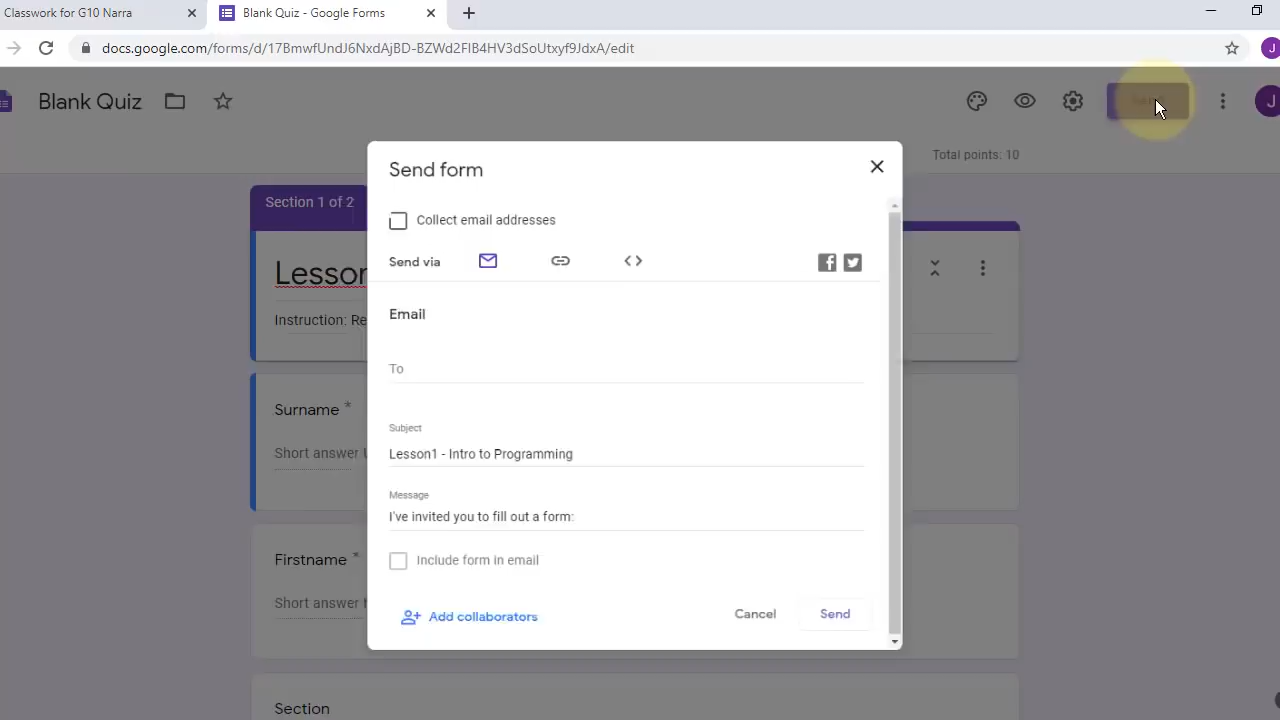 Classwork for G10 Narra
Blank Quiz - Google Forms
docs.google.com/forms/d/17BmwfUndJ6NxdAjBD-BZWd2FlB4HV3dSoUtxyf9JdxA/edit
J
Blank Quiz
J
Total points: 10
Send form
Section 1 of 2
Collect email addresses
Send via
Lesson
Instruction: Re
Email
To
Surname *
Subject
Short answer
Lesson1 - Intro to Programming
Message
I've invited you to fill out a form:
Firstname *
Include form in email
Short answer
Add collaborators
Cancel
Send
Section